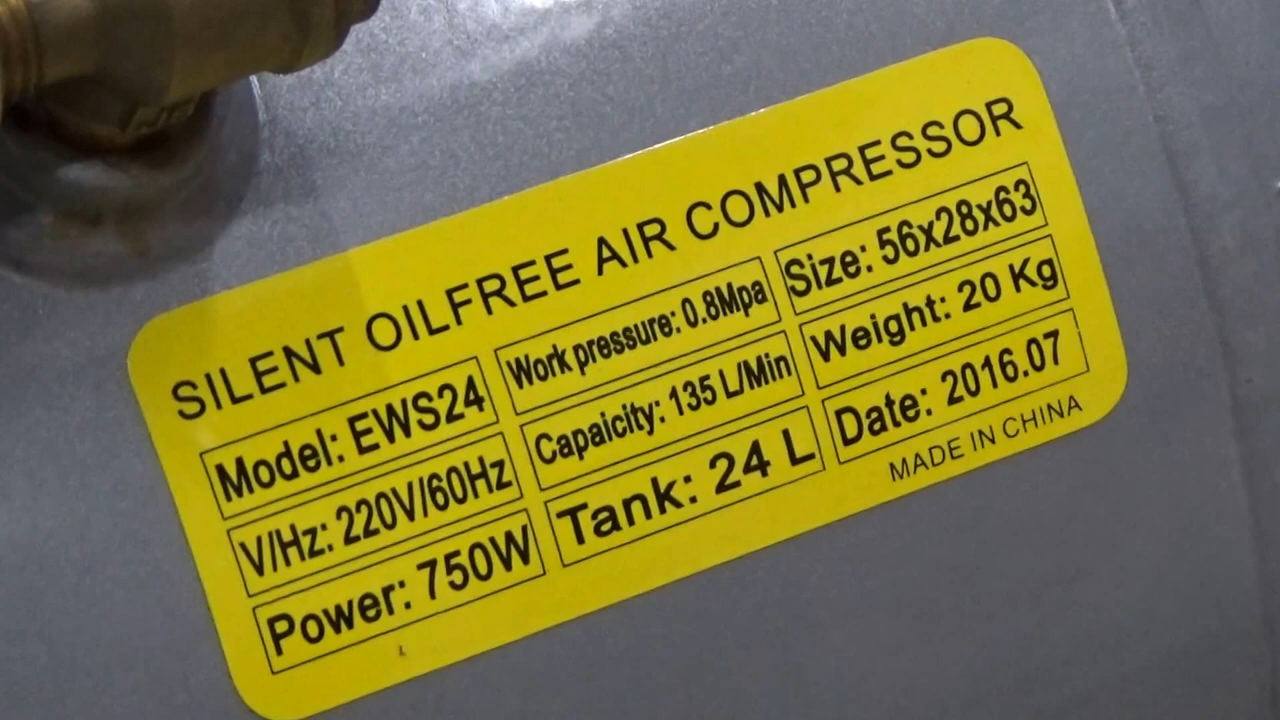 SILENT OILFREE AIR COMPRESSOR
Model: EWS24
Work pressure: 0.8Mpa
Size: 56x28x63
V/Hz: 220V/60Hz
Capaicity: 135 L/Min
Weight: 20 Kg
Power: 750W
Tank: 24 L
Date: 2016.07
MADE IN CHINA